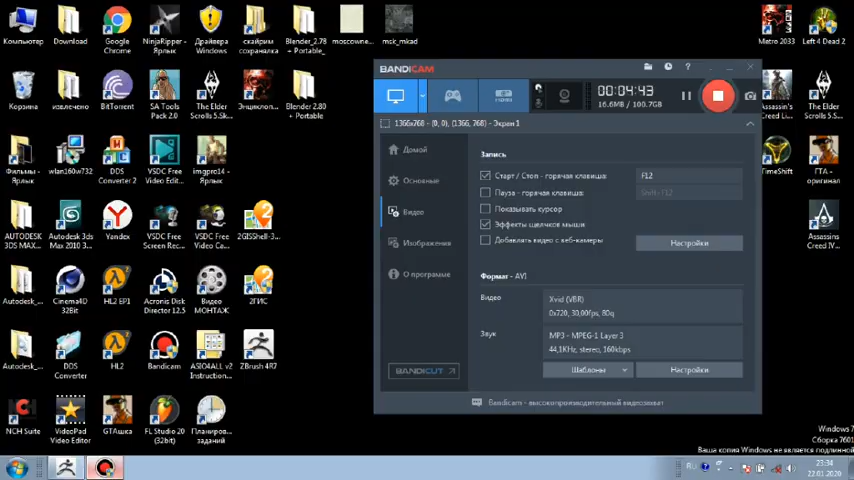 Компьютер
Download
Google
Chrome
NinjaRipper -
Ярлык
Драйвера
Windows
скайрим
сохраналка
Blender_2.78
+ Portable_
moscowne...
msk_mkad
Metro 2033
Left 4 Dead 2
Корзина
извлечено
BitTorrent
SA Tools
Pack 2.0
The Elder
Scrolls 5.Sk...
Энциклоп...
Blender 2.80
+ Portable
Assassin's
Creed Li...
The Elder
Scrolls V Sk...
Фильмы -
Ярлык
wlan160w732
DDS
Converter 2
VSDC Free
Video Edit...
imgpro14 -
Ярлык
TimeShift
ГТА -
оригинал
AUTODESK
3DS MAX...
Autodesk 3ds
Max 2010 3...
Yandex
VSDC Free
Screen Rec...
VSDC Free
Video Ca...
2GISShell-3...
Assassins
Creed IV...
Autodesk_...
Cinema4D
32Bit
HL2 EP1
Acronis Disk
Director 12.5
Видео
МОНТАЖ
2ГИС
Autodesk_...
DDS
Converter
HL2
Bandicam
ASIO4ALL v2
Instruction...
ZBrush 4R7
NCH Suite
VideoPad
Video Editor
GTAшка
FL Studio 20
(32bit)
Планиров...
заданий
BANDICAM
00:04:43
16.6MB / 100.7GB
1366x768 - (0, 0), (1366, 768) - Экран 1
Домой
Основные
Видео
Изображения
О программе
BANDICUT
Запись
Старт / Стоп - горячая клавиша:
F12
Пауза - горячая клавиша:
Shift+F12
Показывать курсор
Эффекты щелчков мыши
Добавлять видео с веб-камеры
Настройки
Формат - AVI
Видео
Xvid (VBR)
0x720, 30,00fps, 80q
Звук
MP3 - MPEG-1 Layer 3
44,1KHz, stereo, 160kbps
Шаблоны
Настройки
Bandicam - высокопроизводительный видеозахват
Windows 7
Сборка 7601
Ваша копия Windows не является подлинной
RU
23:34
22.01.2020